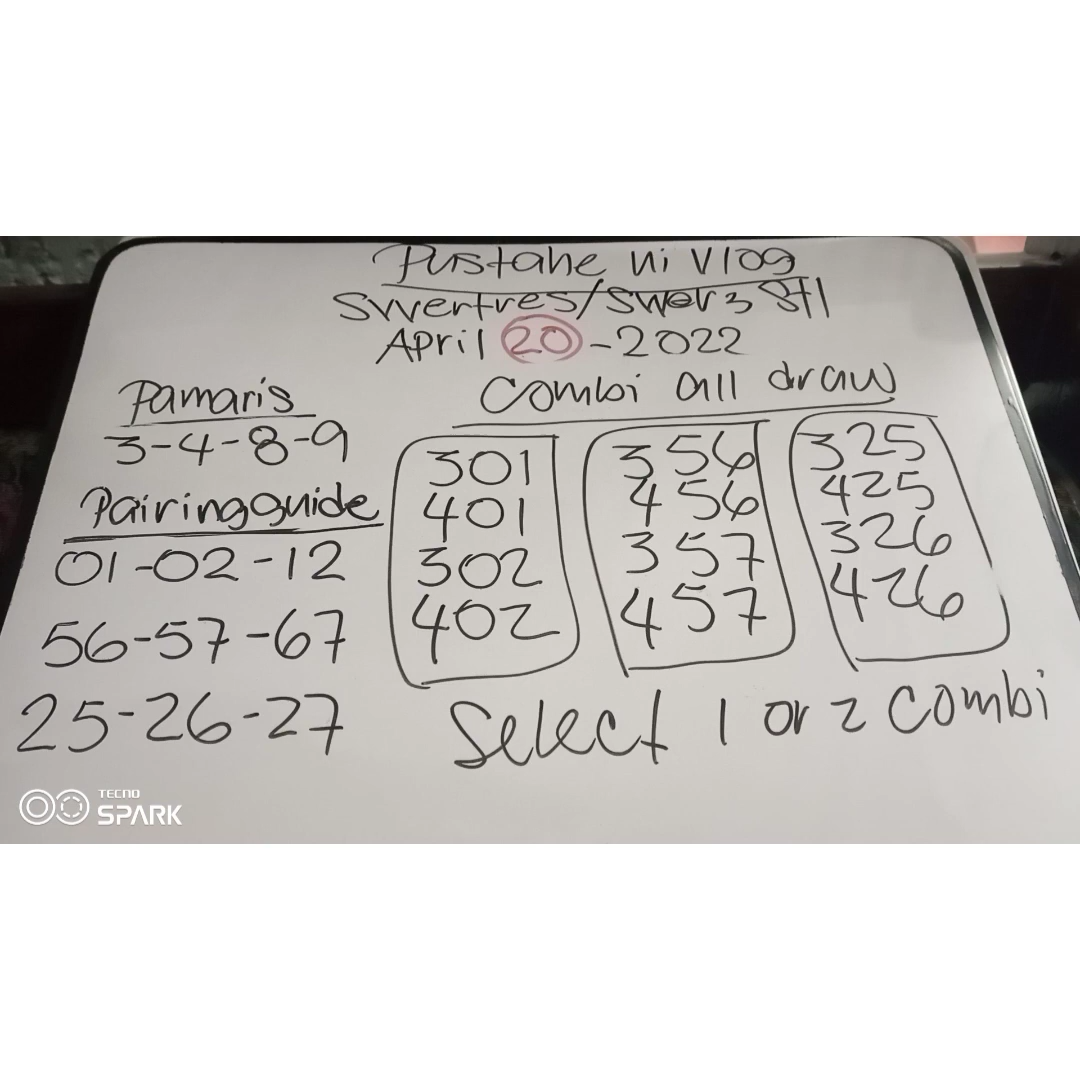 Pustahe ni Vlog
Swertres/Swer3 Stl
April 20-2022
Pamaris
3-4-8-9
Pairing guide
01-02-12
56-57-67
25-26-27
Combi all draw
301
401
302
402
356
456
357
457
325
425
326
426
Select 1 or 2 Combi
TECNO
SPARK